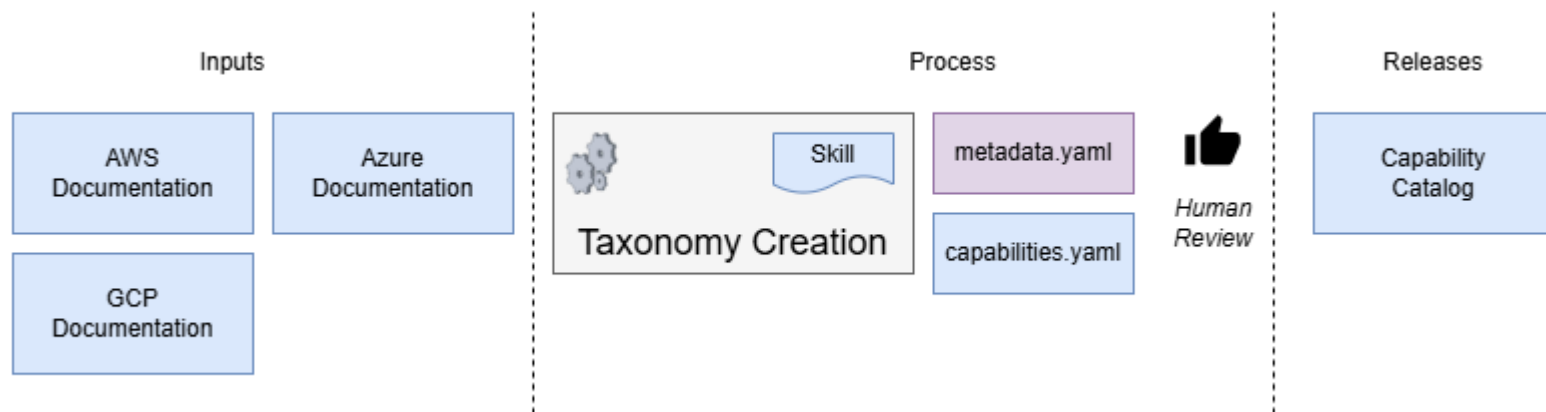 Inputs
Process
Releases
AWS
Documentation
Azure
Documentation
GCP
Documentation
Skill
Taxonomy Creation
metadata.yaml
capabilities.yaml
Human
Review
Capability
Catalog